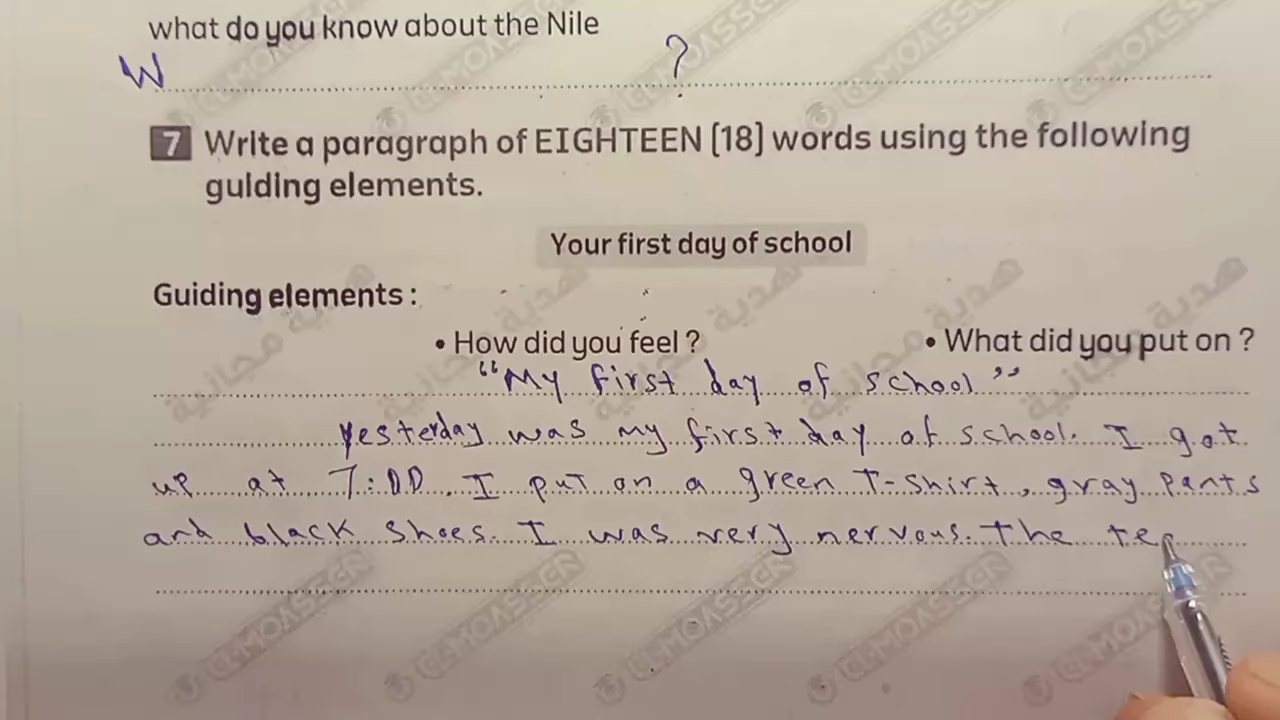 what do you know about the Nile
W ?
7 Write a paragraph of EIGHTEEN (18) words using the following
guiding elements.
Your first day of school
Guiding elements :
• How did you feel ? • What did you put on ?
"My first day of school"
yesterday was my first day of school. I got
up at 7:00. I put on a green T-shirt, gray pants
and black shoes. I was very nervous. The tea